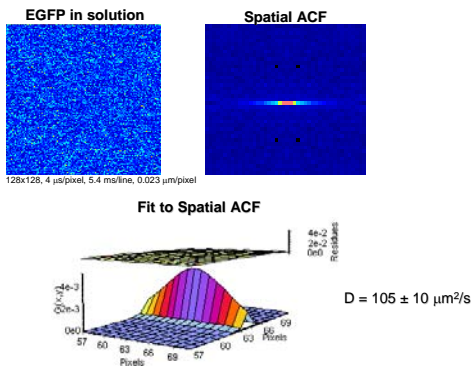 EGFP in solution
Spatial ACF
128x128, 4 µs/pixel, 5.4 ms/line, 0.023 µm/pixel
Fit to Spatial ACF
4e-2
2e-2
0e0
Residues
4e-3
2e-3
0e0
G(x,y)
57
60
63
66
69
Pixels
57
60
63
66
69
Pixels
D = 105 ± 10 µm²/s